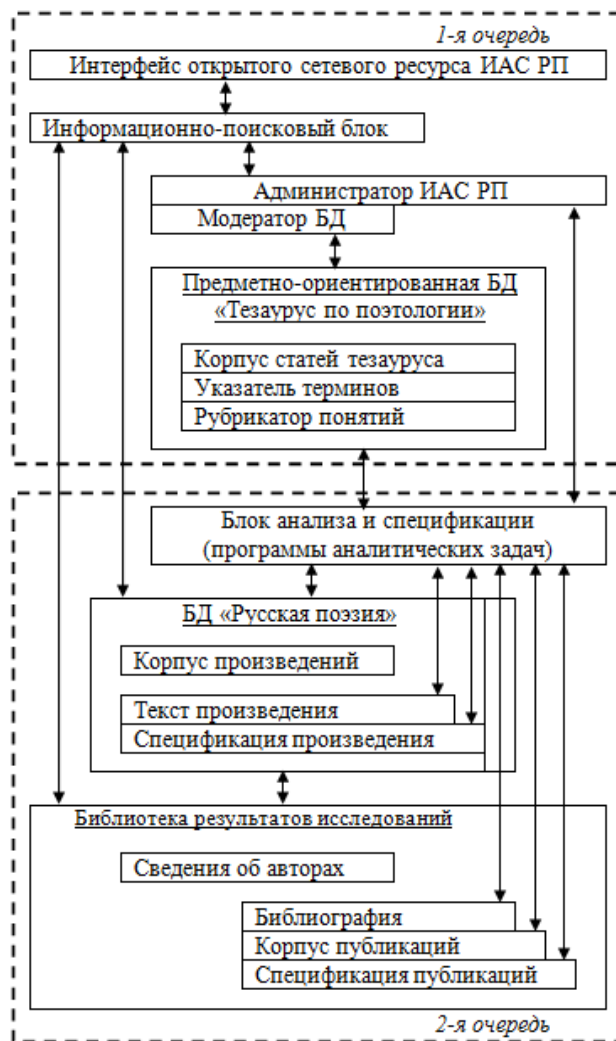 1-я очередь
Интерфейс открытого сетевого ресурса ИАС РП
Информационно-поисковый блок
Администратор ИАС РП
Модератор БД
Предметно-ориентированная БД
«Тезаурус по поэтологии»
Корпус статей тезауруса
Указатель терминов
Рубрикатор понятий
Блок анализа и спецификации
(программы аналитических задач)
БД «Русская поэзия»
Корпус произведений
Текст произведения
Спецификация произведения
Библиотека результатов исследований
Сведения об авторах
Библиография
Корпус публикаций
Спецификация публикаций
2-я очередь